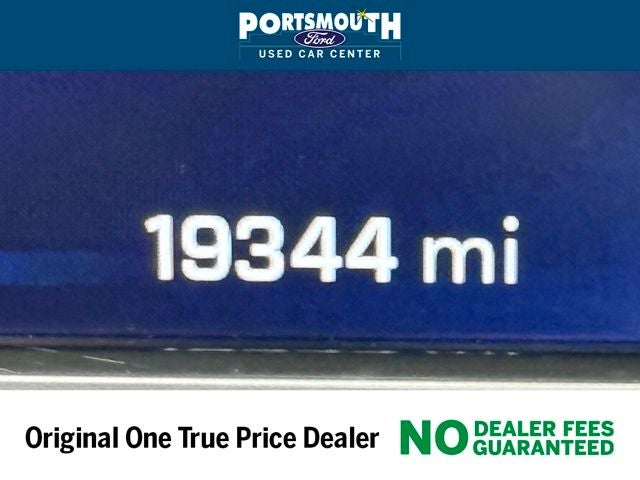 PORTSMOUTH
Ford
USED CAR CENTER
19344 mi
Original One True Price Dealer
NO DEALER FEES
GUARANTEED